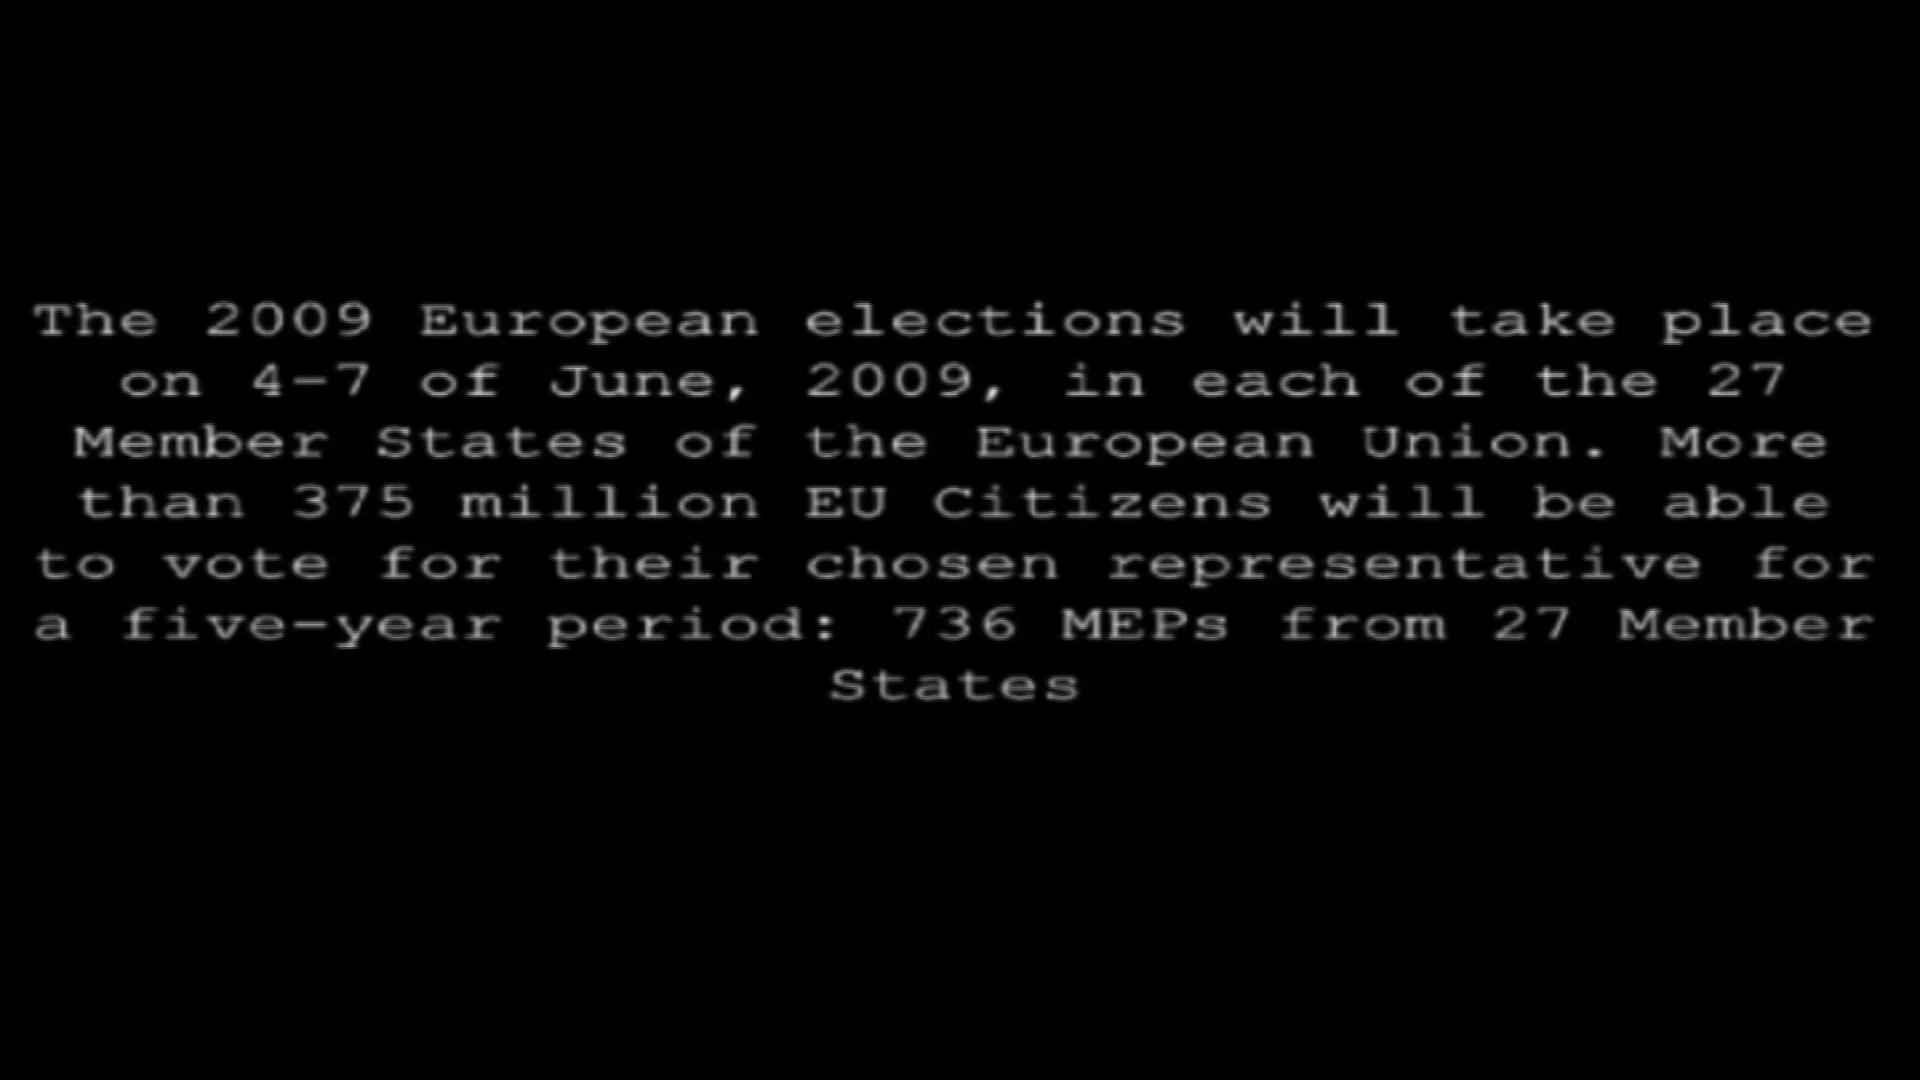 The 2009 European elections will take place
on 4-7 of June, 2009, in each of the 27
Member States of the European Union. More
than 375 million EU Citizens will be able
to vote for their chosen representative for
a five-year period: 736 MEPs from 27 Member
States